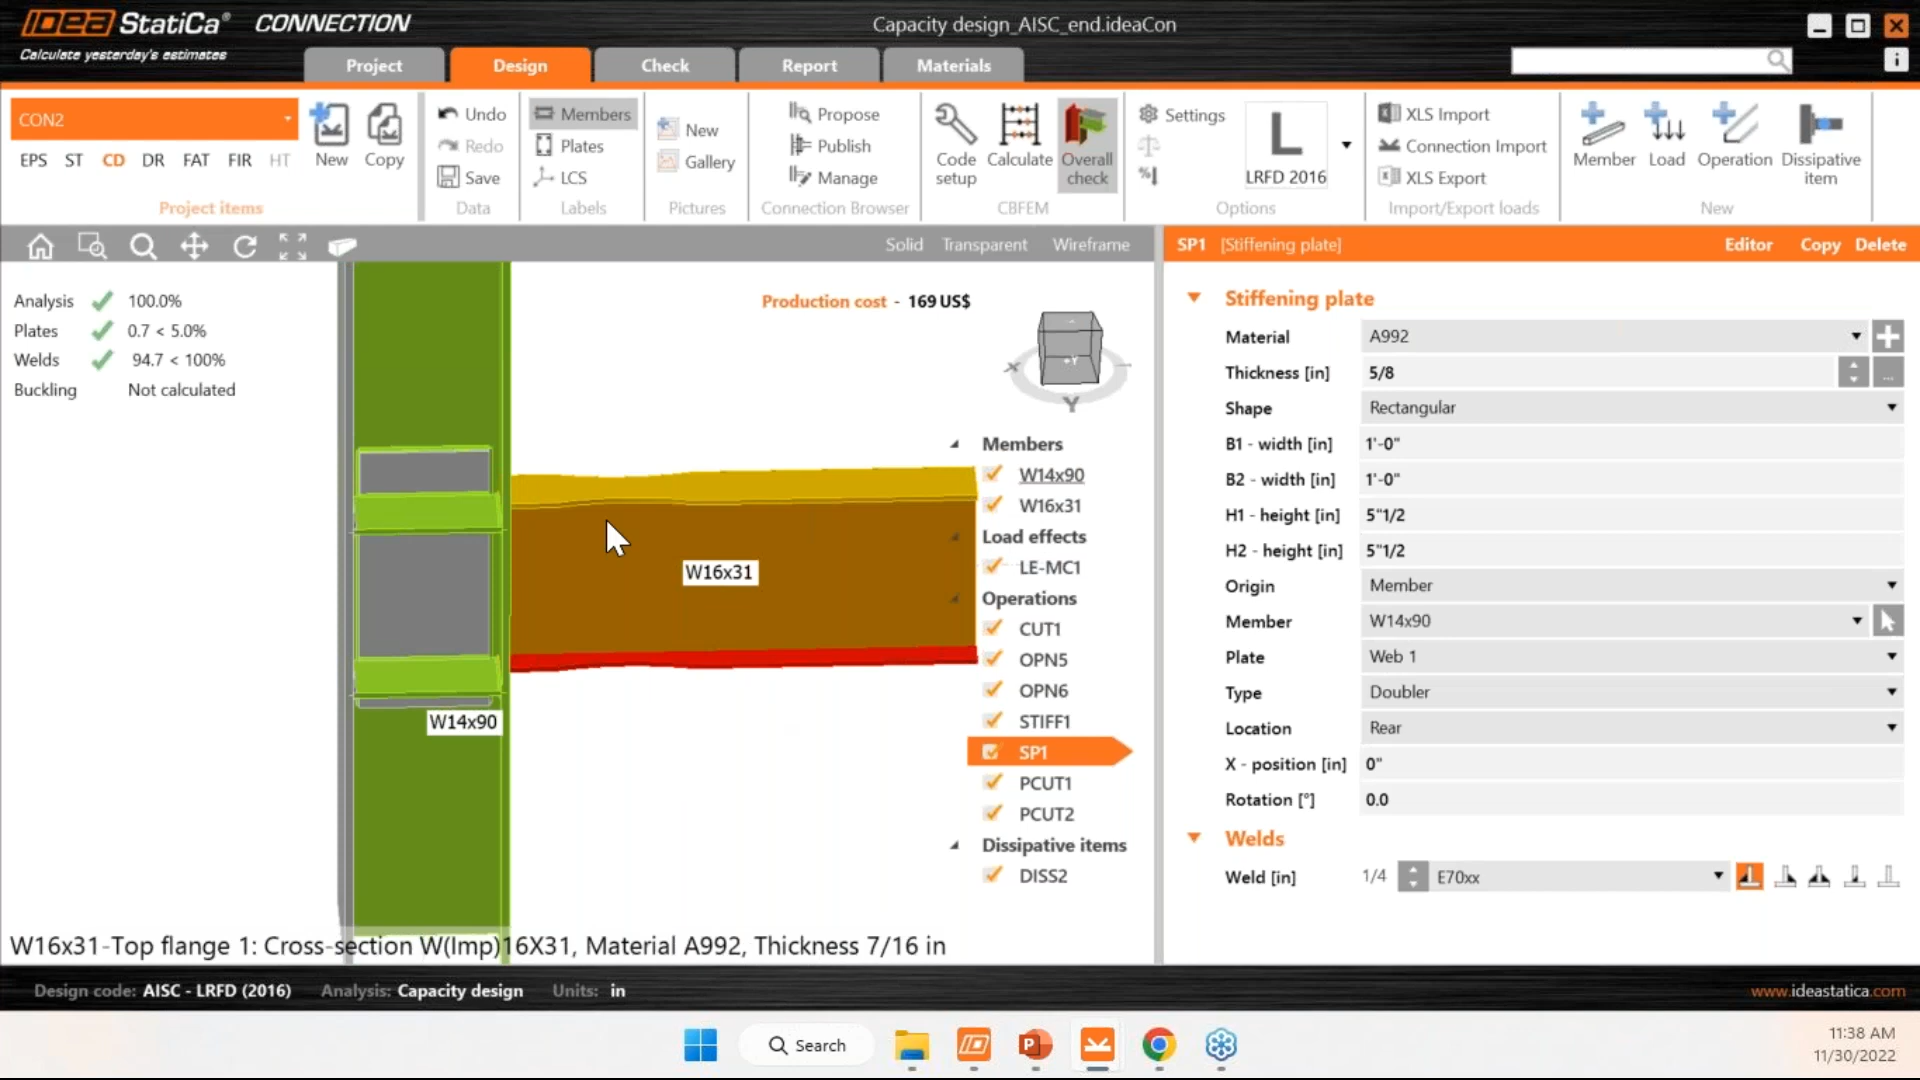 IDEA StatiCa® CONNECTION
Calculate yesterday's estimates
Capacity design_AISC_end.ideaCon
Project Design Check Report Materials
CON2
EPS ST CD DR FAT FIR HT
New Copy
Project items
Undo
Redo
Save
Data
Members
Plates
LCS
Labels
New
Gallery
Pictures
Propose
Publish
Manage
Connection Browser
Code setup
Calculate
Overall check
CBFEM
Settings
LRFD 2016
Options
XLS Import
Connection Import
XLS Export
Import/Export loads
Member Load Operation Dissipative item
New
Solid Transparent Wireframe
SP1 [Stiffening plate] Editor Copy Delete
Analysis 100.0%
Plates 0.7 < 5.0%
Welds 94.7 < 100%
Buckling Not calculated
Production cost - 169 US$
X
Y
+Y
W16x31
W14x90
Members
W14x90
W16x31
Load effects
LE-MC1
Operations
CUT1
OPN5
OPN6
STIFF1
SP1
PCUT1
PCUT2
Dissipative items
DISS2
W16x31-Top flange 1: Cross-section W(Imp)16X31, Material A992, Thickness 7/16 in
Stiffening plate
Material A992
Thickness [in] 5/8
Shape Rectangular
B1 - width [in] 1'-0"
B2 - width [in] 1'-0"
H1 - height [in] 5"1/2
H2 - height [in] 5"1/2
Origin Member
Member W14x90
Plate Web 1
Type Doubler
Location Rear
X - position [in] 0"
Rotation [°] 0.0
Welds
Weld [in] 1/4 E70xx
Design code: AISC - LRFD (2016) Analysis: Capacity design Units: in
www.ideastatica.com
Search
11:38 AM
11/30/2022